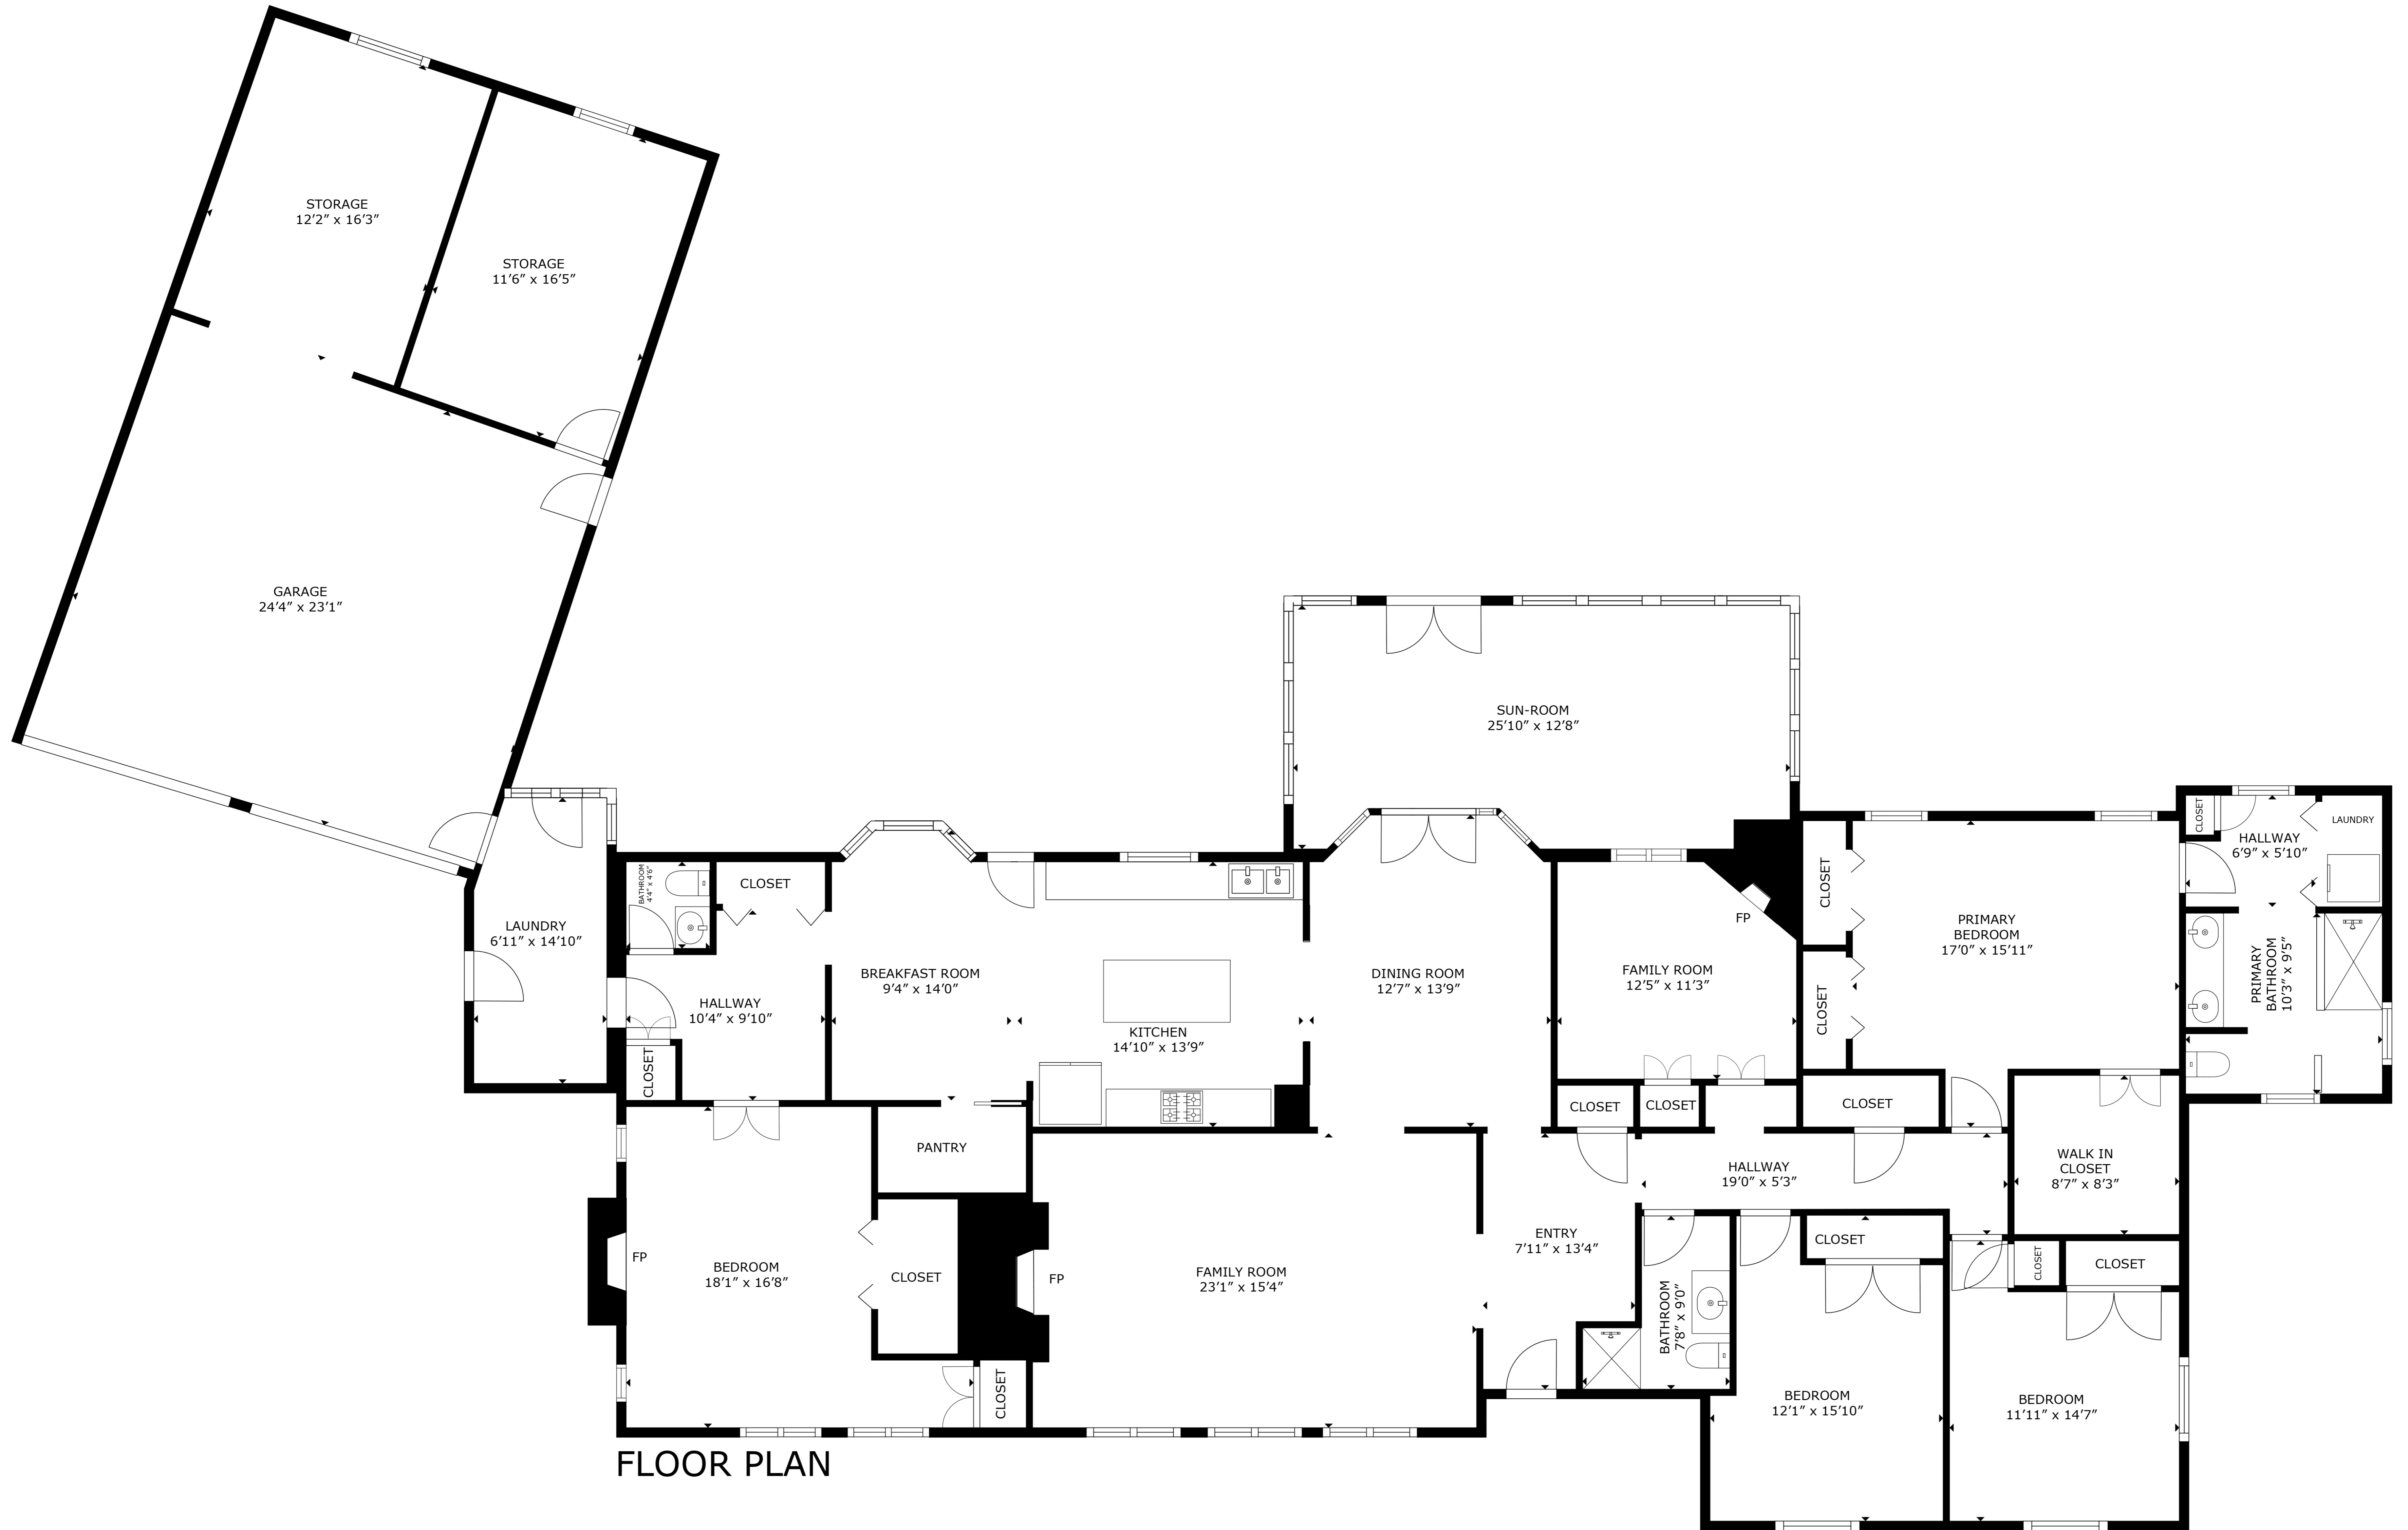 STORAGE
12'2" x 16'3"
STORAGE
11'6" x 16'5"
GARAGE
24'4" x 23'1"
SUN-ROOM
25'10" x 12'8"
LAUNDRY
6'11" x 14'10"
BATHROOM
4'4" x 4'6"
CLOSET
HALLWAY
10'4" x 9'10"
CLOSET
BREAKFAST ROOM
9'4" x 14'0"
KITCHEN
14'10" x 13'9"
DINING ROOM
12'7" x 13'9"
FAMILY ROOM
12'5" x 11'3"
FP
CLOSET
CLOSET
PRIMARY
BEDROOM
17'0" x 15'11"
CLOSET
HALLWAY
6'9" x 5'10"
LAUNDRY
PRIMARY
BATHROOM
10'3" x 9'5"
CLOSET
CLOSET
CLOSET
WALK IN
CLOSET
8'7" x 8'3"
HALLWAY
19'0" x 5'3"
PANTRY
FP
BEDROOM
18'1" x 16'8"
CLOSET
FP
FAMILY ROOM
23'1" x 15'4"
ENTRY
7'11" x 13'4"
BATHROOM
7'8" x 9'0"
CLOSET
CLOSET
CLOSET
CLOSET
BEDROOM
12'1" x 15'10"
BEDROOM
11'11" x 14'7"
FLOOR PLAN